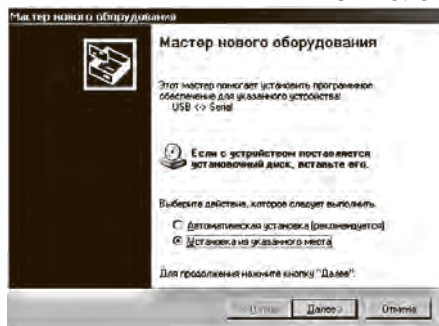 Мастер нового оборудования
Мастер нового оборудования
Этот мастер помогает установить программное
обеспечение для указанного устройства:
USB <-> Serial
Если с устройством поставляется
установочный диск, вставьте его.
Выберите действие, которое следует выполнить.
Автоматическая установка (рекомендуется)
Установка из указанного места
Для продолжения нажмите кнопку "Далее".
Далее >
Отмена